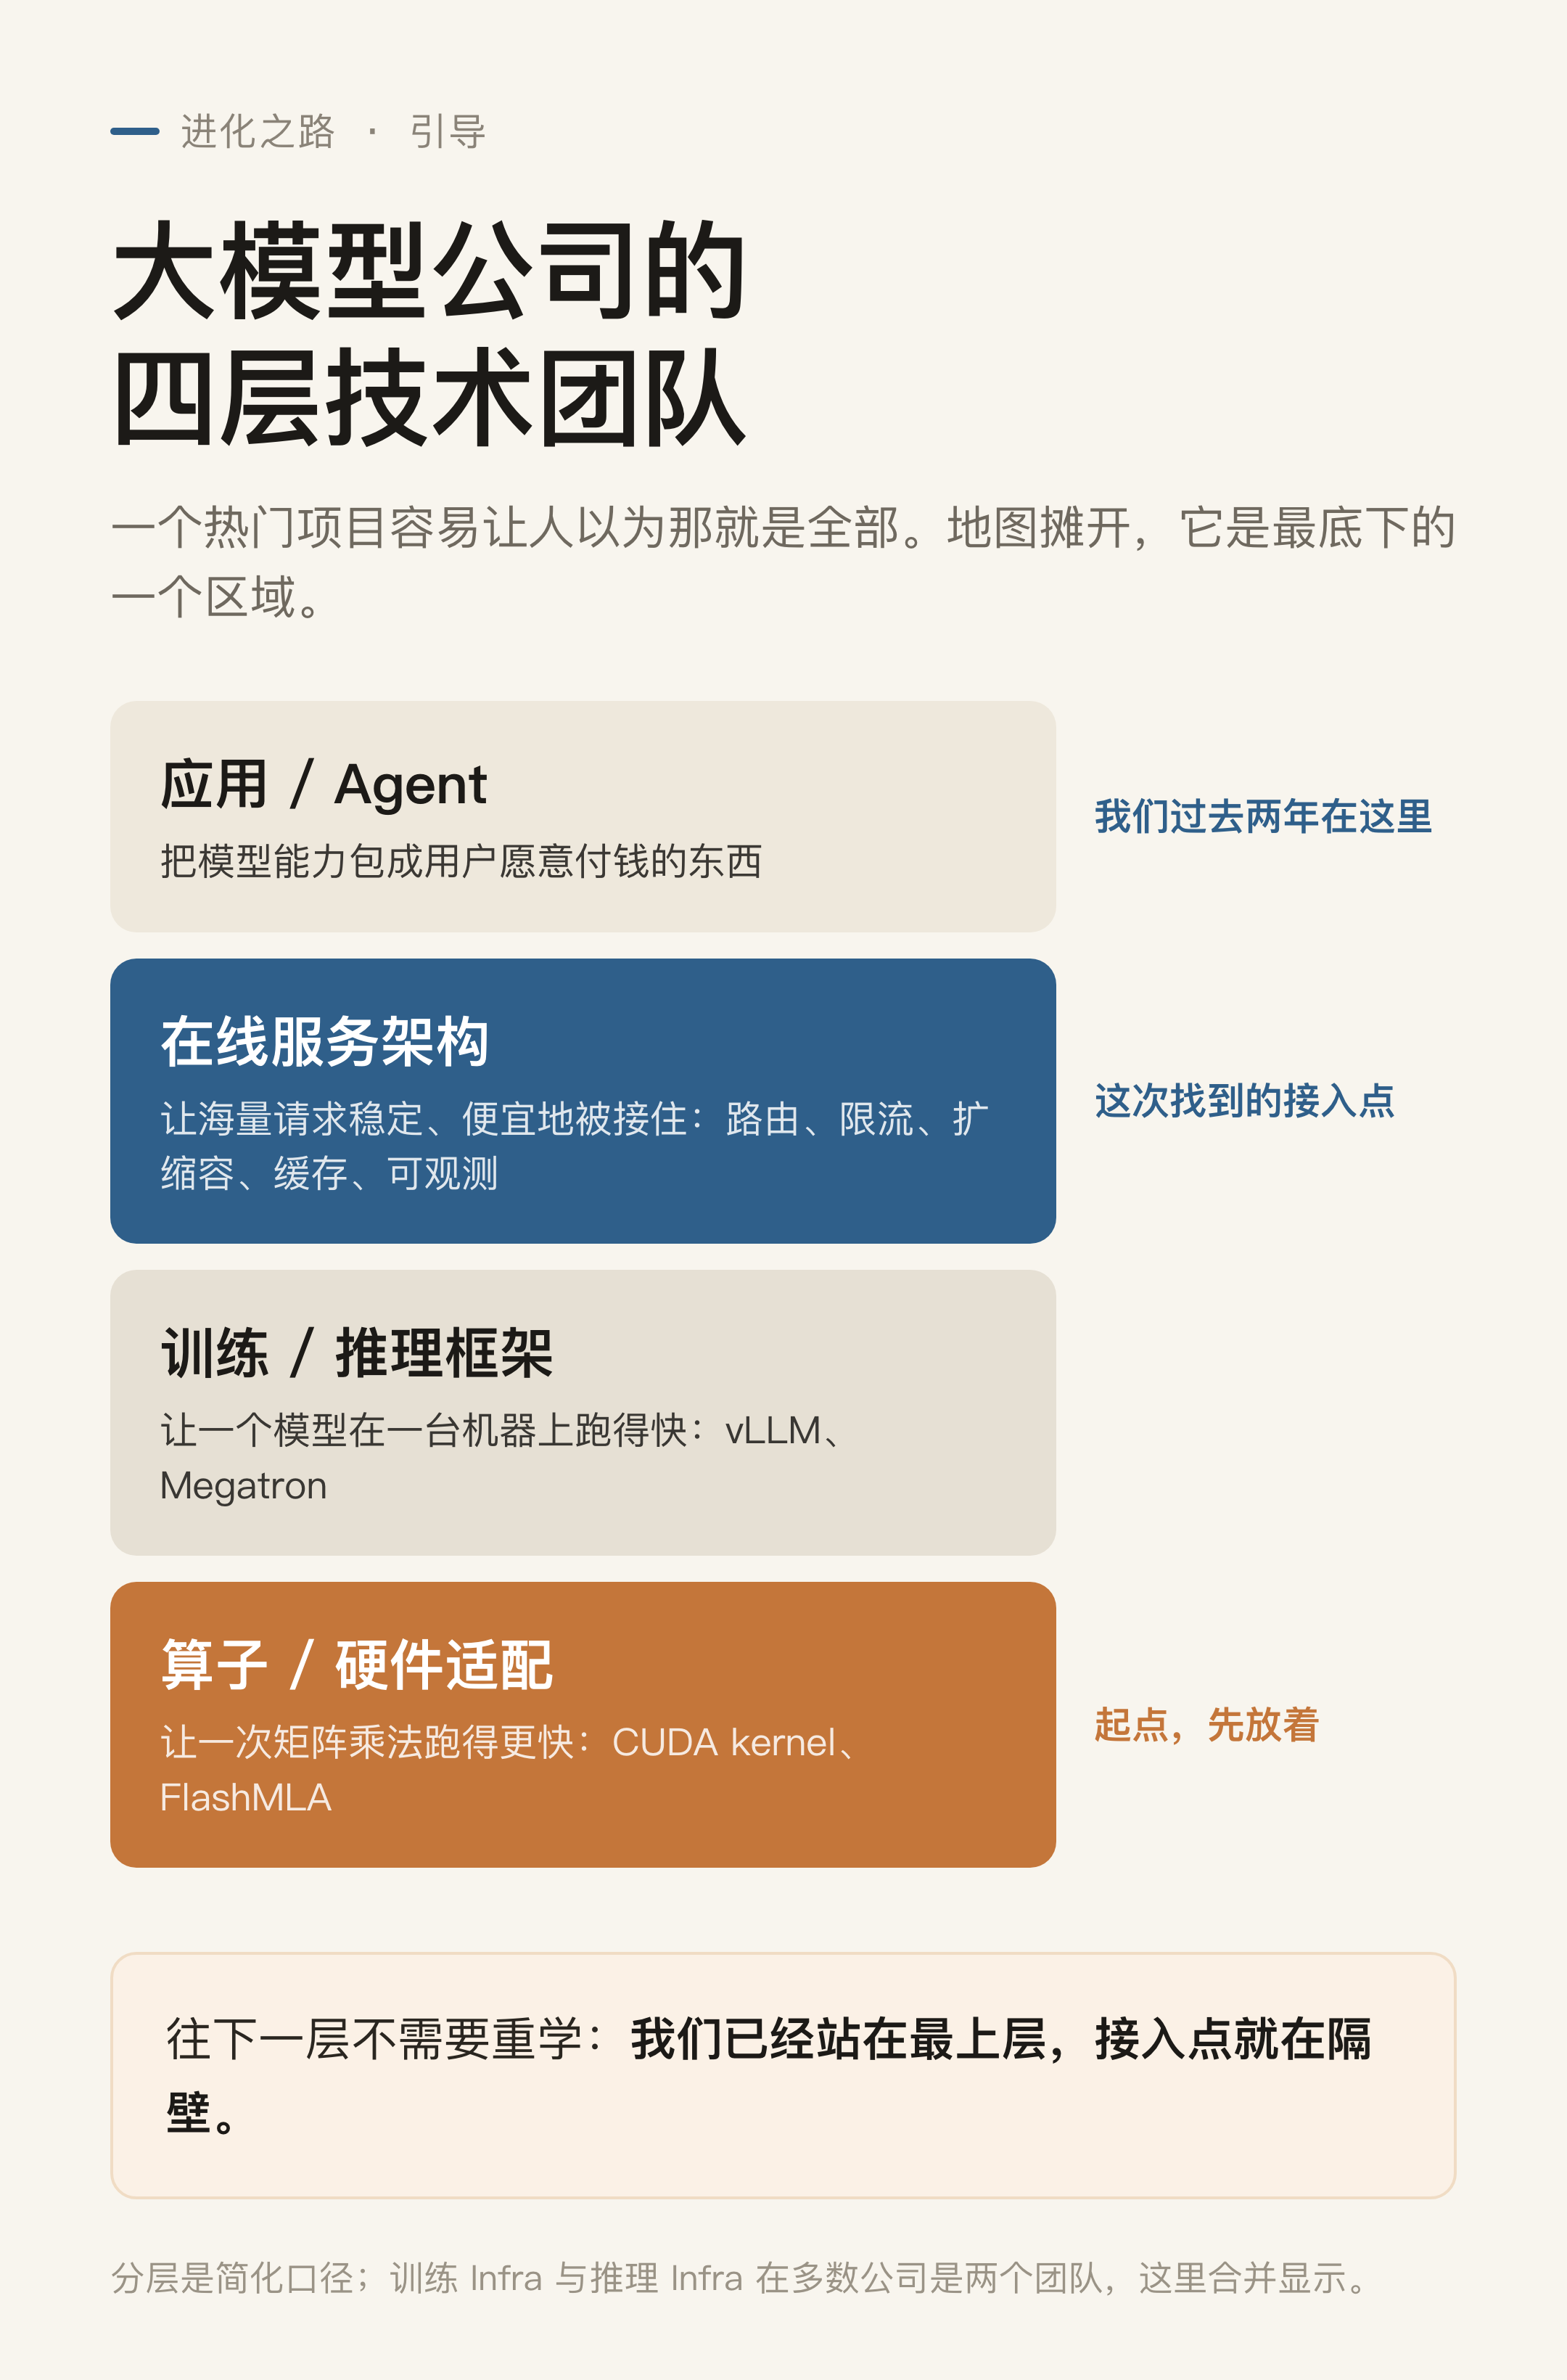 进化之路 · 引导
大模型公司的
四层技术团队
一个热门项目容易让人以为那就是全部。地图摊开，它是最底下的
一个区域。
应用 / Agent
把模型能力包成用户愿意付钱的东西
我们过去两年在这里
在线服务架构
让海量请求稳定、便宜地被接住：路由、限流、扩
缩容、缓存、可观测
这次找到的接入点
训练 / 推理框架
让一个模型在一台机器上跑得快：vLLM、
Megatron
算子 / 硬件适配
让一次矩阵乘法跑得更快：CUDA kernel、
FlashMLA
起点，先放着
往下一层不需要重学：我们已经站在最上层，接入点就在隔
壁。
分层是简化口径；训练 Infra 与推理 Infra 在多数公司是两个团队，这里合并显示。